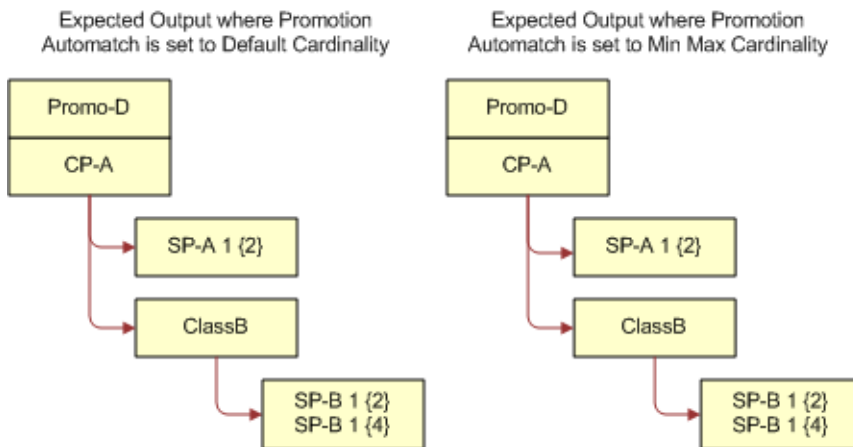 Expected Output where Promotion
Automatch is set to Default Cardinality
Promo-D
CP-A
SP-A 1 {2}
ClassB
SP-B 1 {2}
SP-B 1 {4}
Expected Output where Promotion
Automatch is set to Min Max Cardinality
Promo-D
CP-A
SP-A 1 {2}
ClassB
SP-B 1 {2}
SP-B 1 {4}